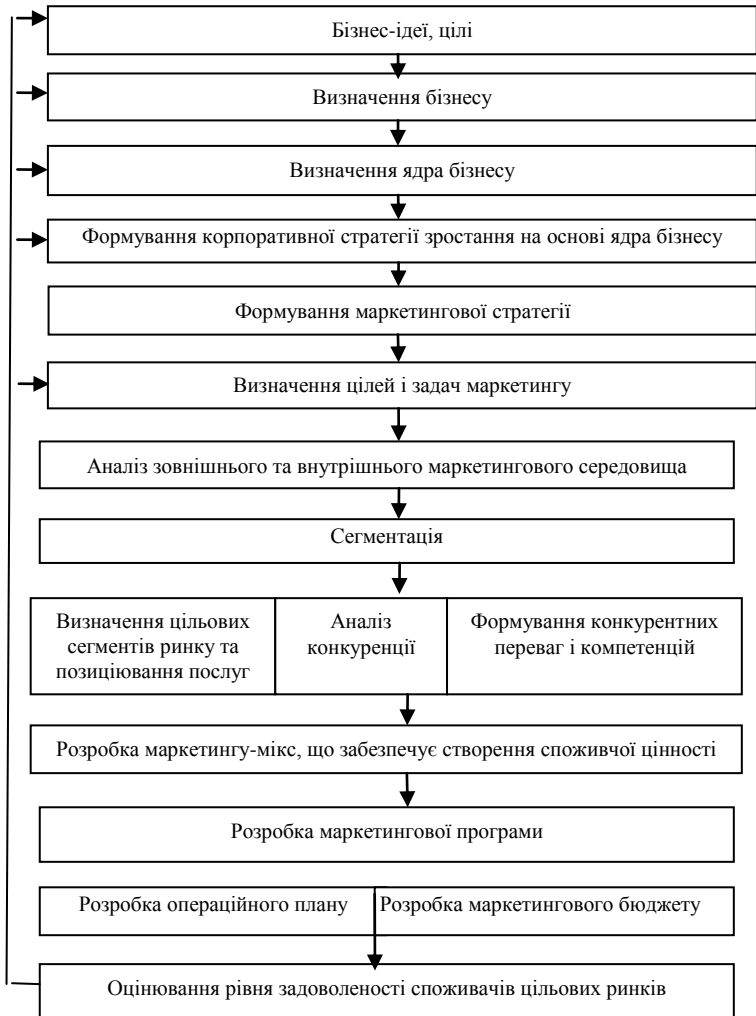 Бізнес-ідеї, цілі
Визначення бізнесу
Визначення ядра бізнесу
Формування корпоративної стратегії зростання на основі ядра бізнесу
Формування маркетингової стратегії
Визначення цілей і задач маркетингу
Аналіз зовнішнього та внутрішнього маркетингового середовища
Сегментація
Визначення цільових
сегментів ринку та
позиціювання послуг
Аналіз
конкуренції
Формування конкурентних
переваг і компетенцій
Розробка маркетингу-мікс, що забезпечує створення споживчої цінності
Розробка маркетингової програми
Розробка операційного плану
Розробка маркетингового бюджету
Оцінювання рівня задоволеності споживачів цільових ринків